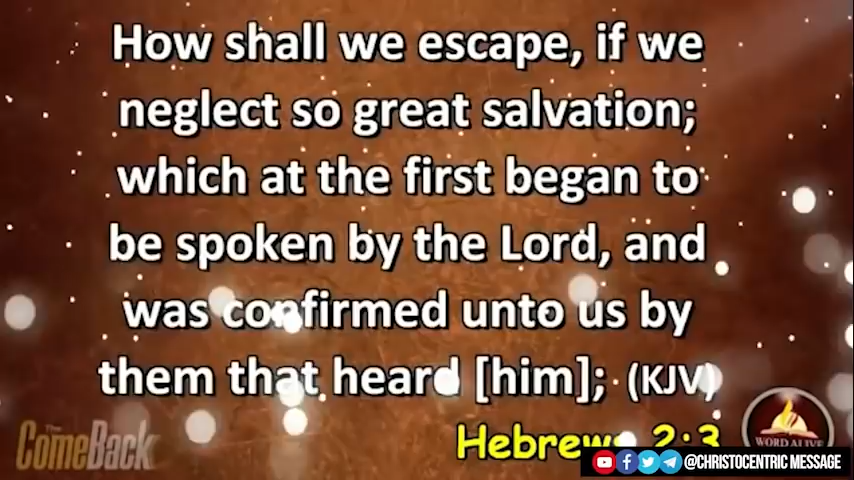 How shall we escape, if we
neglect so great salvation;
which at the first began to
be spoken by the Lord, and
was confirmed unto us by
them that heard [him]; (KJV)
Hebrews 2:3
The
ComeBack
WORD ALIVE
@CHRISTOCENTRIC MESSAGE